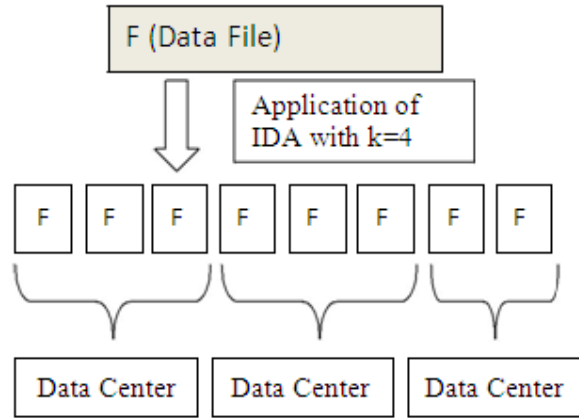 F (Data File)
Application of
IDA with k=4
F F F F F F F F
Data Center Data Center Data Center